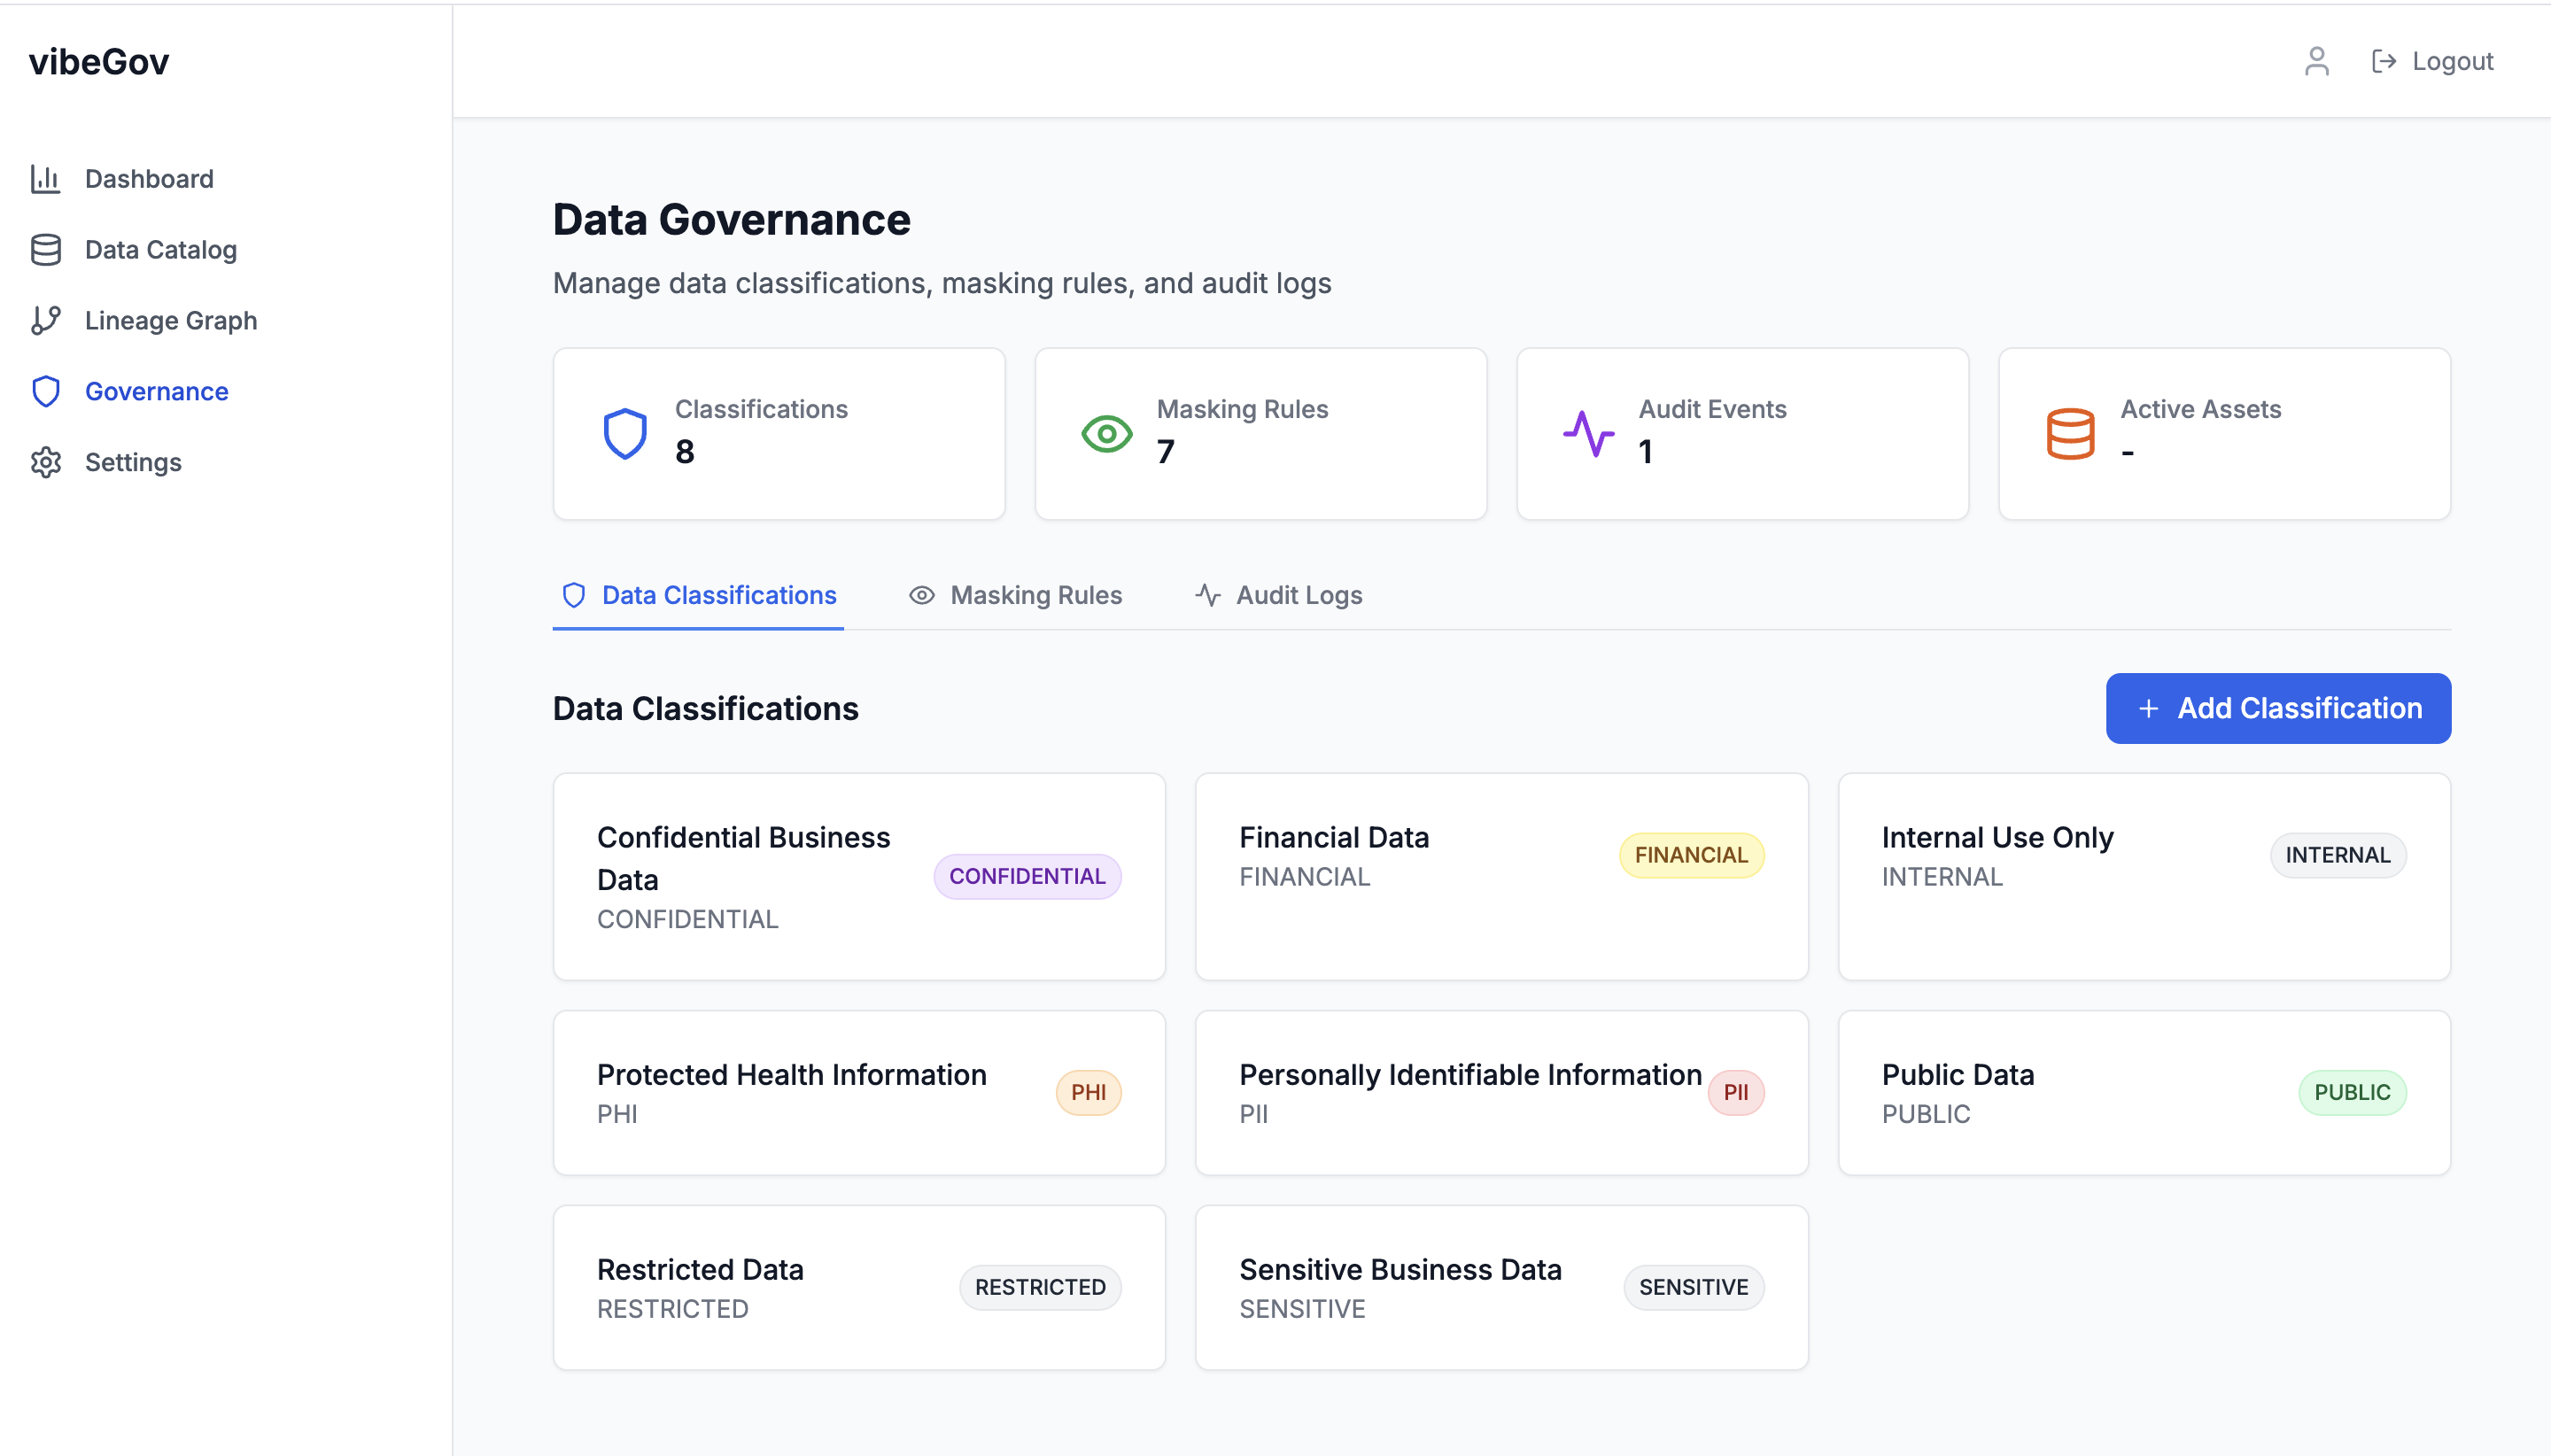 vibeGov
Logout
Dashboard
Data Catalog
Lineage Graph
Governance
Settings
Data Governance
Manage data classifications, masking rules, and audit logs
Classifications
8
Masking Rules
7
Audit Events
1
Active Assets
-
Data Classifications
Masking Rules
Audit Logs
Data Classifications
+ Add Classification
Confidential Business
Data
CONFIDENTIAL
CONFIDENTIAL
Financial Data
FINANCIAL
FINANCIAL
Internal Use Only
INTERNAL
INTERNAL
Protected Health Information
PHI
PHI
Personally Identifiable Information
PII
PII
Public Data
PUBLIC
PUBLIC
Restricted Data
RESTRICTED
RESTRICTED
Sensitive Business Data
SENSITIVE
SENSITIVE